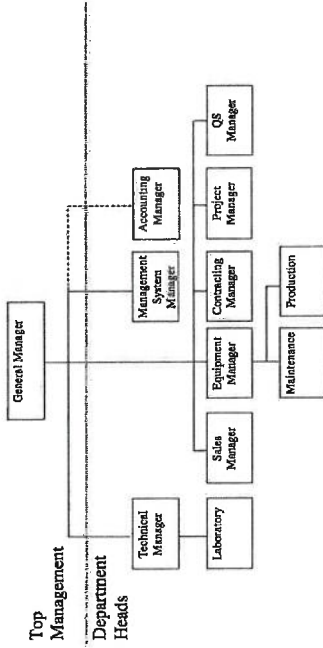 Top
Management
General Manager
Department
Heads
Technical
Manager
Management
System
Manager
Accounting
Manager
Laboratory
Sales
Manager
Equipment
Manager
Contracting
Manager
Project
Manager
QS
Manager
Maintenance
Production